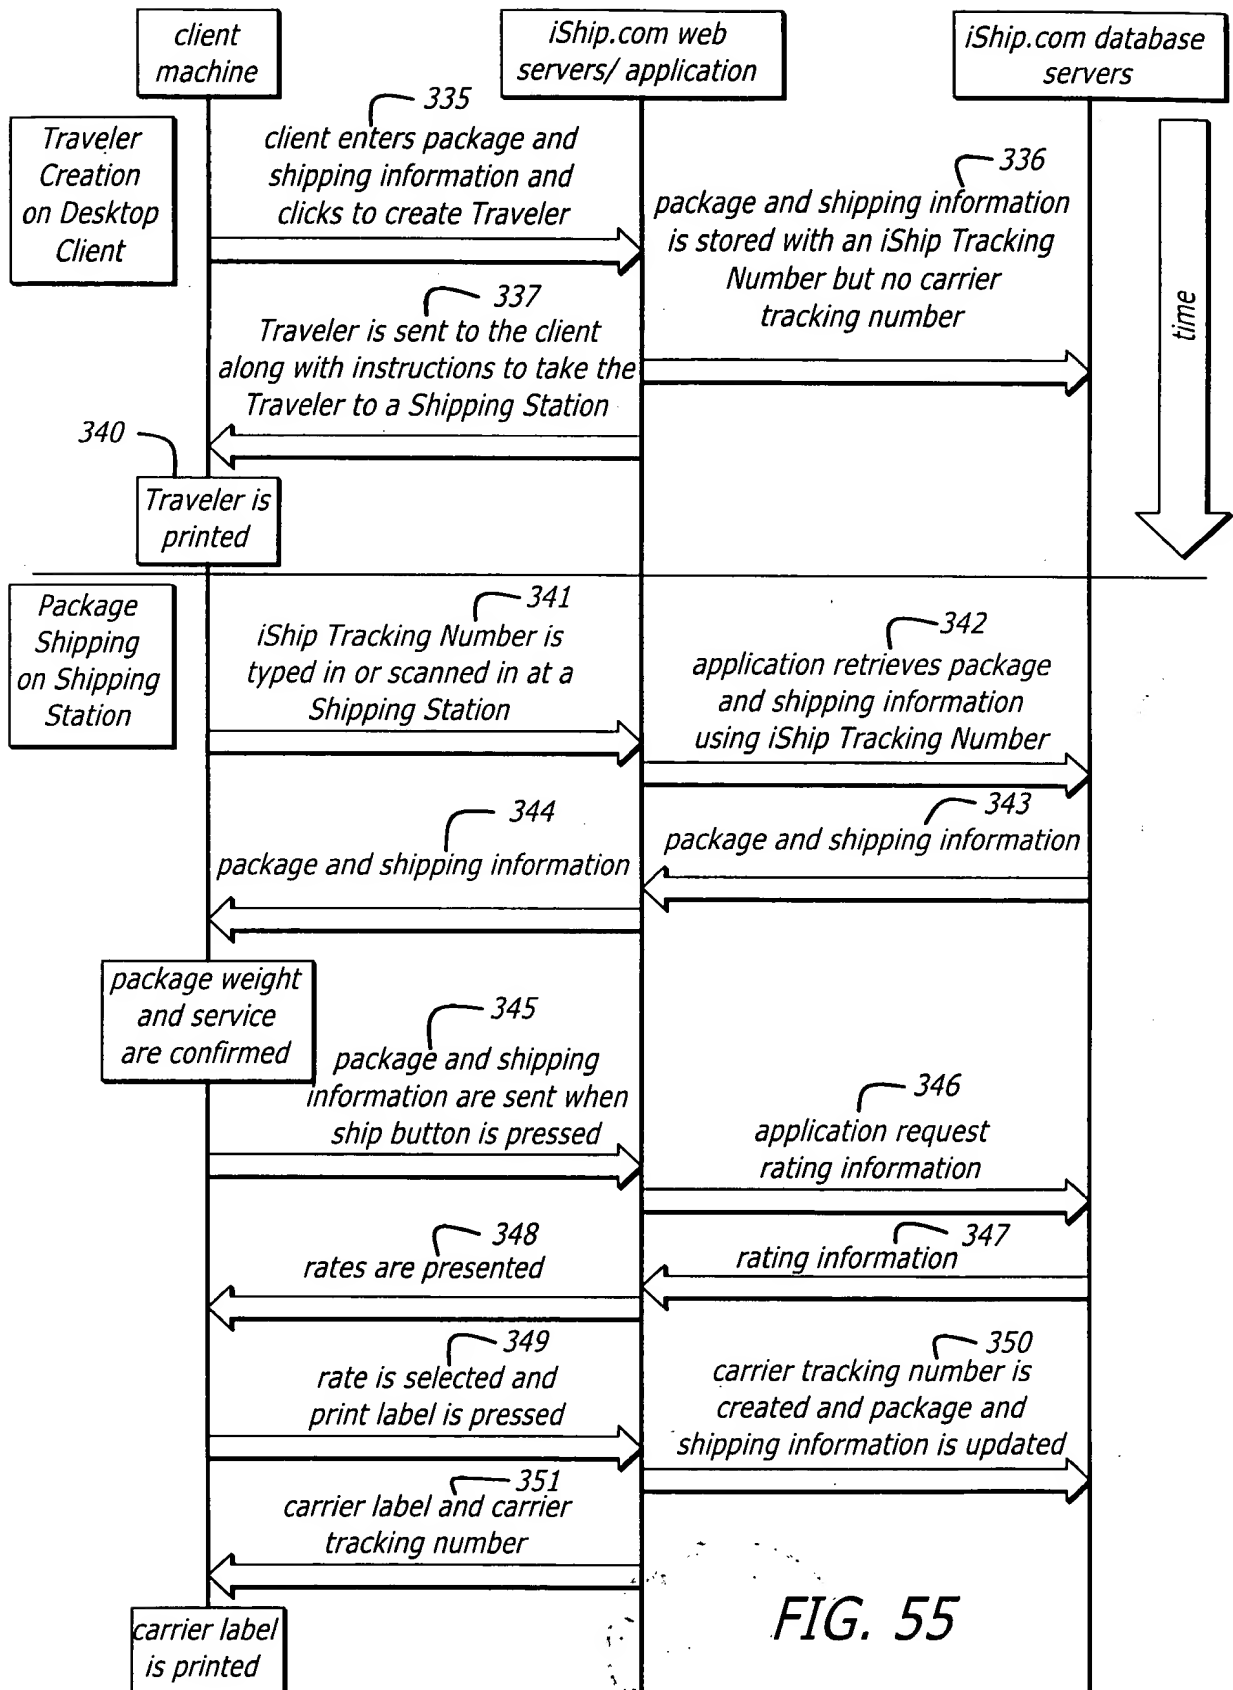 client
machine
iShip.com web
servers/ application
iShip.com database
servers
Traveler
Creation
on Desktop
Client
335
client enters package and
shipping information and
clicks to create Traveler
336
package and shipping information
is stored with an iShip Tracking
Number but no carrier
tracking number
time
337
Traveler is sent to the client
along with instructions to take the
Traveler to a Shipping Station
340
Traveler is
printed
Package
Shipping
on Shipping
Station
341
iShip Tracking Number is
typed in or scanned in at a
Shipping Station
342
application retrieves package
and shipping information
using iShip Tracking Number
343
package and shipping information
344
package and shipping information
package weight
and service
are confirmed
345
package and shipping
information are sent when
ship button is pressed
346
application request
rating information
347
rating information
348
rates are presented
349
rate is selected and
print label is pressed
350
carrier tracking number is
created and package and
shipping information is updated
351
carrier label and carrier
tracking number
carrier label
is printed
FIG. 55